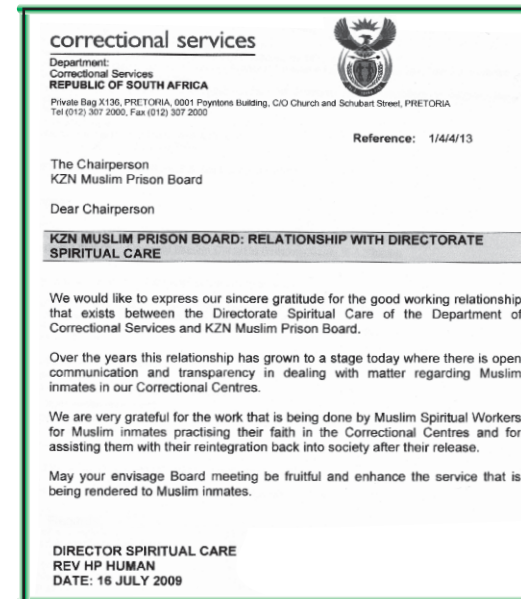 correctional services
Department:
Correctional Services
REPUBLIC OF SOUTH AFRICA
Private Bag X136, PRETORIA, 0001 Poyntons Building, C/O Church and Schubart Street, PRETORIA
Tel (012) 307 2000, Fax (012) 307 2000
Reference: 1/4/4/13
The Chairperson
KZN Muslim Prison Board
Dear Chairperson
KZN MUSLIM PRISON BOARD: RELATIONSHIP WITH DIRECTORATE
SPIRITUAL CARE
We would like to express our sincere gratitude for the good working relationship
that exists between the Directorate Spiritual Care of the Department of
Correctional Services and KZN Muslim Prison Board.
Over the years this relationship has grown to a stage today where there is open
communication and transparency in dealing with matter regarding Muslim
inmates in our Correctional Centres.
We are very grateful for the work that is being done by Muslim Spiritual Workers
for Muslim inmates practising their faith in the Correctional Centres and for
assisting them with their reintegration back into society after their release.
May your envisage Board meeting be fruitful and enhance the service that is
being rendered to Muslim inmates.
DIRECTOR SPIRITUAL CARE
REV HP HUMAN
DATE: 16 JULY 2009